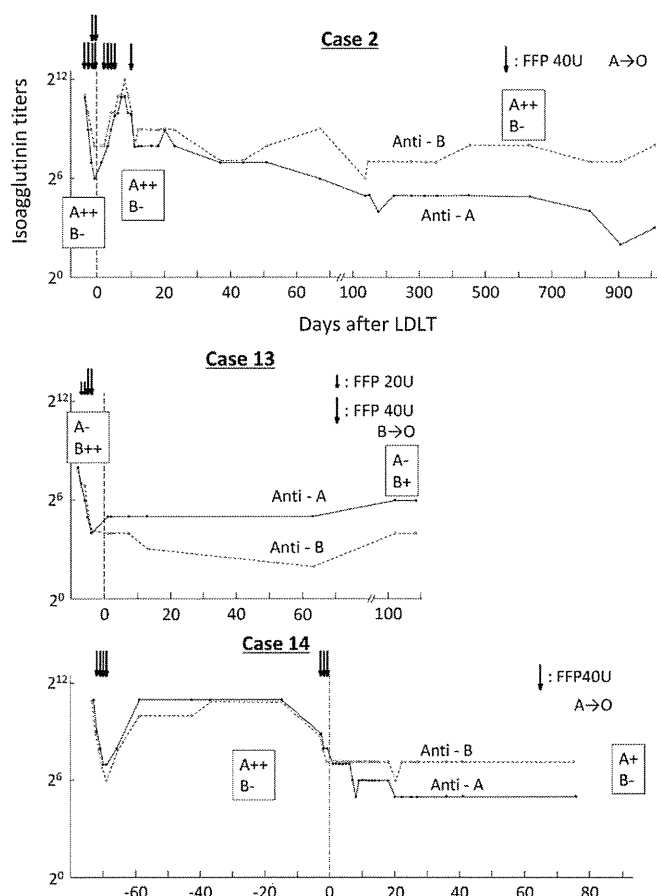 Case 2
: FFP 40U A→O
2¹²
2⁶
2⁰
Isoagglutinin titers
A++
B-
A++
B-
A++
B-
Anti - B
Anti - A
0 20 40 60 100 300 500 700 900
Days after LDLT
Case 13
: FFP 20U
: FFP 40U
B→O
2¹²
2⁶
2⁰
A-
B++
A-
B+
Anti - A
Anti - B
0 20 40 60 100
Case 14
: FFP40U
A→O
2¹²
2⁶
2⁰
A++
B-
Anti - B
Anti - A
A+
B-
-60 -40 -20 0 20 40 60 80